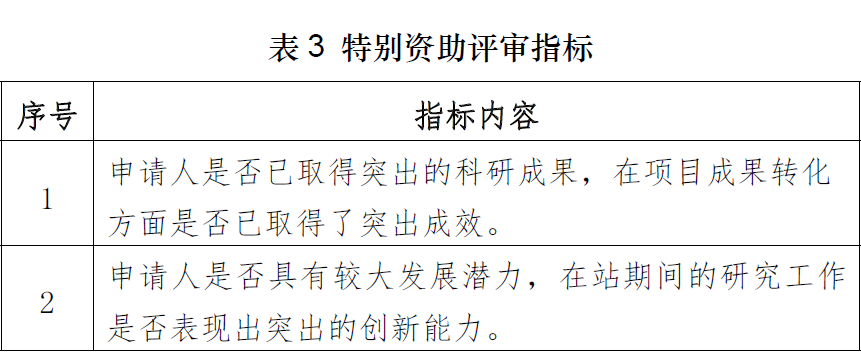 表3 特别资助评审指标
序号 指标内容
1 申请人是否已取得突出的科研成果，在项目成果转化
方面是否已取得了突出成效。
2 申请人是否具有较大发展潜力，在站期间的研究工作
是否表现出突出的创新能力。